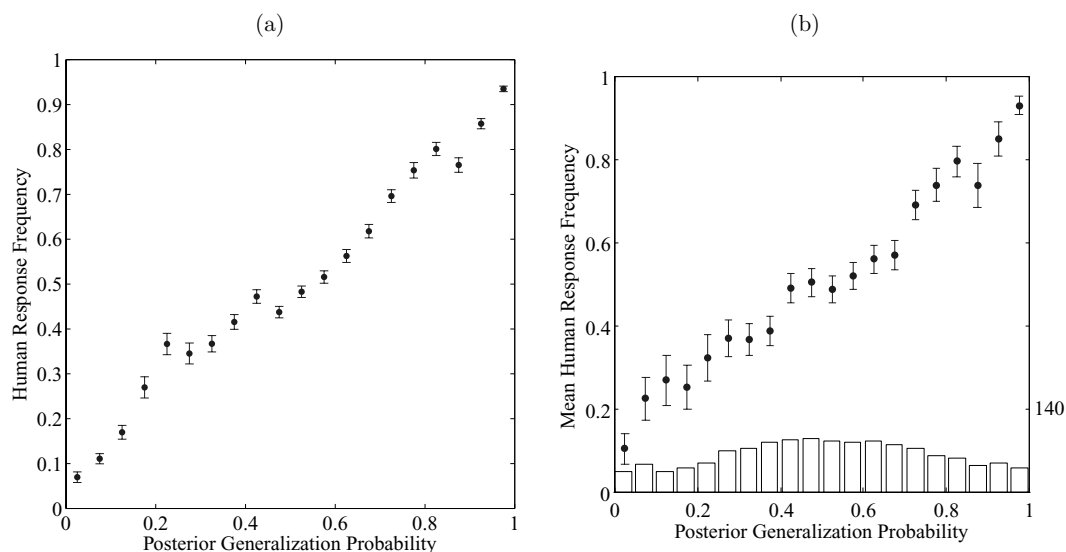 (a)
1
0.9
0.8
0.7
0.6
0.5
0.4
0.3
0.2
0.1
0
Human Response Frequency
0 0.2 0.4 0.6 0.8 1
Posterior Generalization Probability
(b)
1
0.8
0.6
0.4
0.2
0
Mean Human Response Frequency
140
0 0.2 0.4 0.6 0.8 1
Posterior Generalization Probability